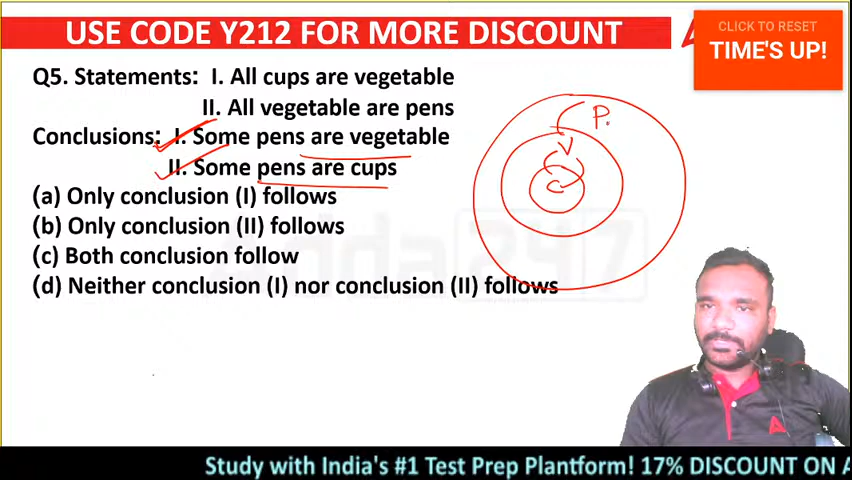 USE CODE Y212 FOR MORE DISCOUNT
CLICK TO RESET
TIME'S UP!
Q5. Statements: I. All cups are vegetable
II. All vegetable are pens
Conclusions: I. Some pens are vegetable
II. Some pens are cups
(a) Only conclusion (I) follows
(b) Only conclusion (II) follows
(c) Both conclusion follow
(d) Neither conclusion (I) nor conclusion (II) follows
P.
V
C
Adda247
Study with India's #1 Test Prep Plantform! 17% DISCOUNT ON A